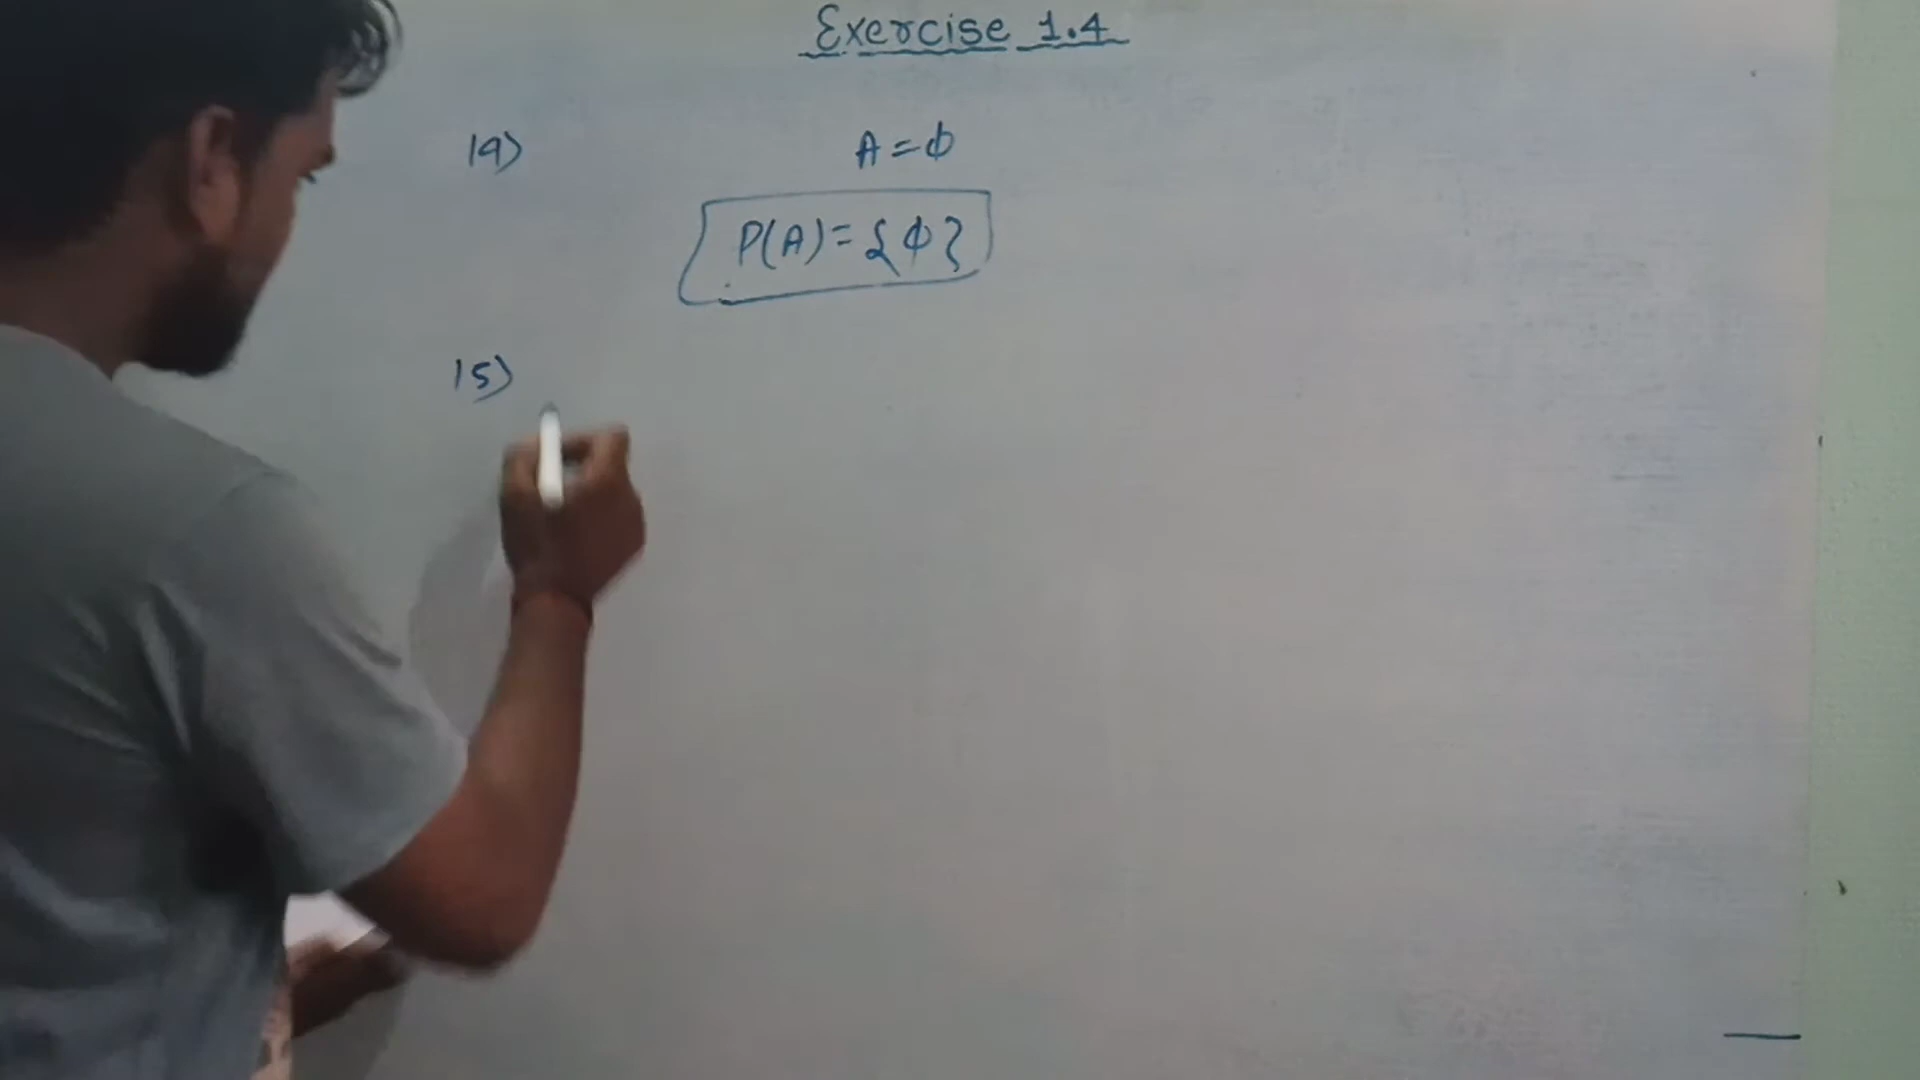 Exercise 1.4
14) A = ϕ
P(A) = {ϕ}
15)